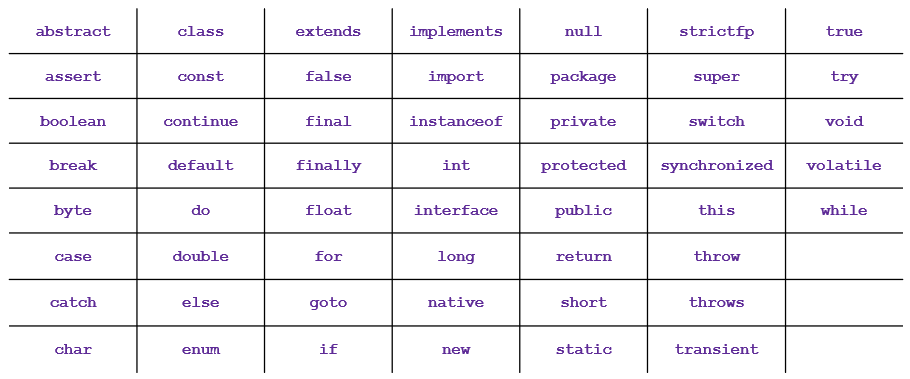 abstract class extends implements null strictfp true
assert const false import package super try
boolean continue final instanceof private switch void
break default finally int protected synchronized volatile
byte do float interface public this while
case double for long return throw
catch else goto native short throws
char enum if new static transient